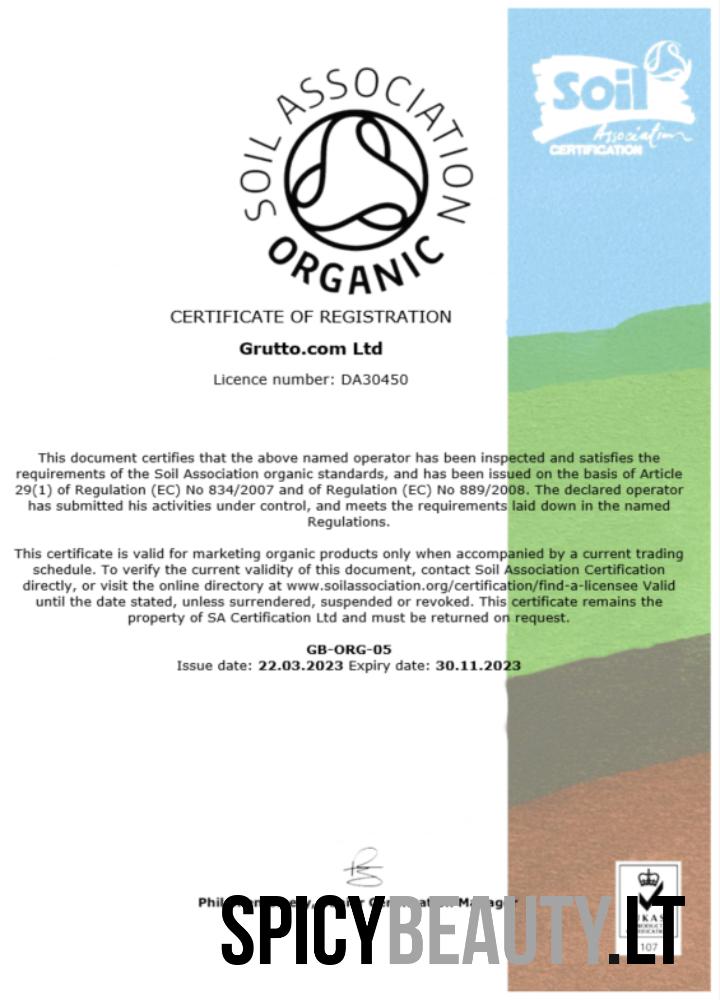 SOIL ASSOCIATION
ORGANIC
Soil
Association
CERTIFICATION
CERTIFICATE OF REGISTRATION
Grutto.com Ltd
Licence number: DA30450
This document certifies that the above named operator has been inspected and satisfies the
requirements of the Soil Association organic standards, and has been issued on the basis of Article
29(1) of Regulation (EC) No 834/2007 and of Regulation (EC) No 889/2008. The declared operator
has submitted his activities under control, and meets the requirements laid down in the named
Regulations.
This certificate is valid for marketing organic products only when accompanied by a current trading
schedule. To verify the current validity of this document, contact Soil Association Certification
directly, or visit the online directory at www.soilassociation.org/certification/find-a-licensee Valid
until the date stated, unless surrendered, suspended or revoked. This certificate remains the
property of SA Certification Ltd and must be returned on request.
GB-ORG-05
Issue date: 22.03.2023 Expiry date: 30.11.2023
SPICYBEAUTY.LT
107